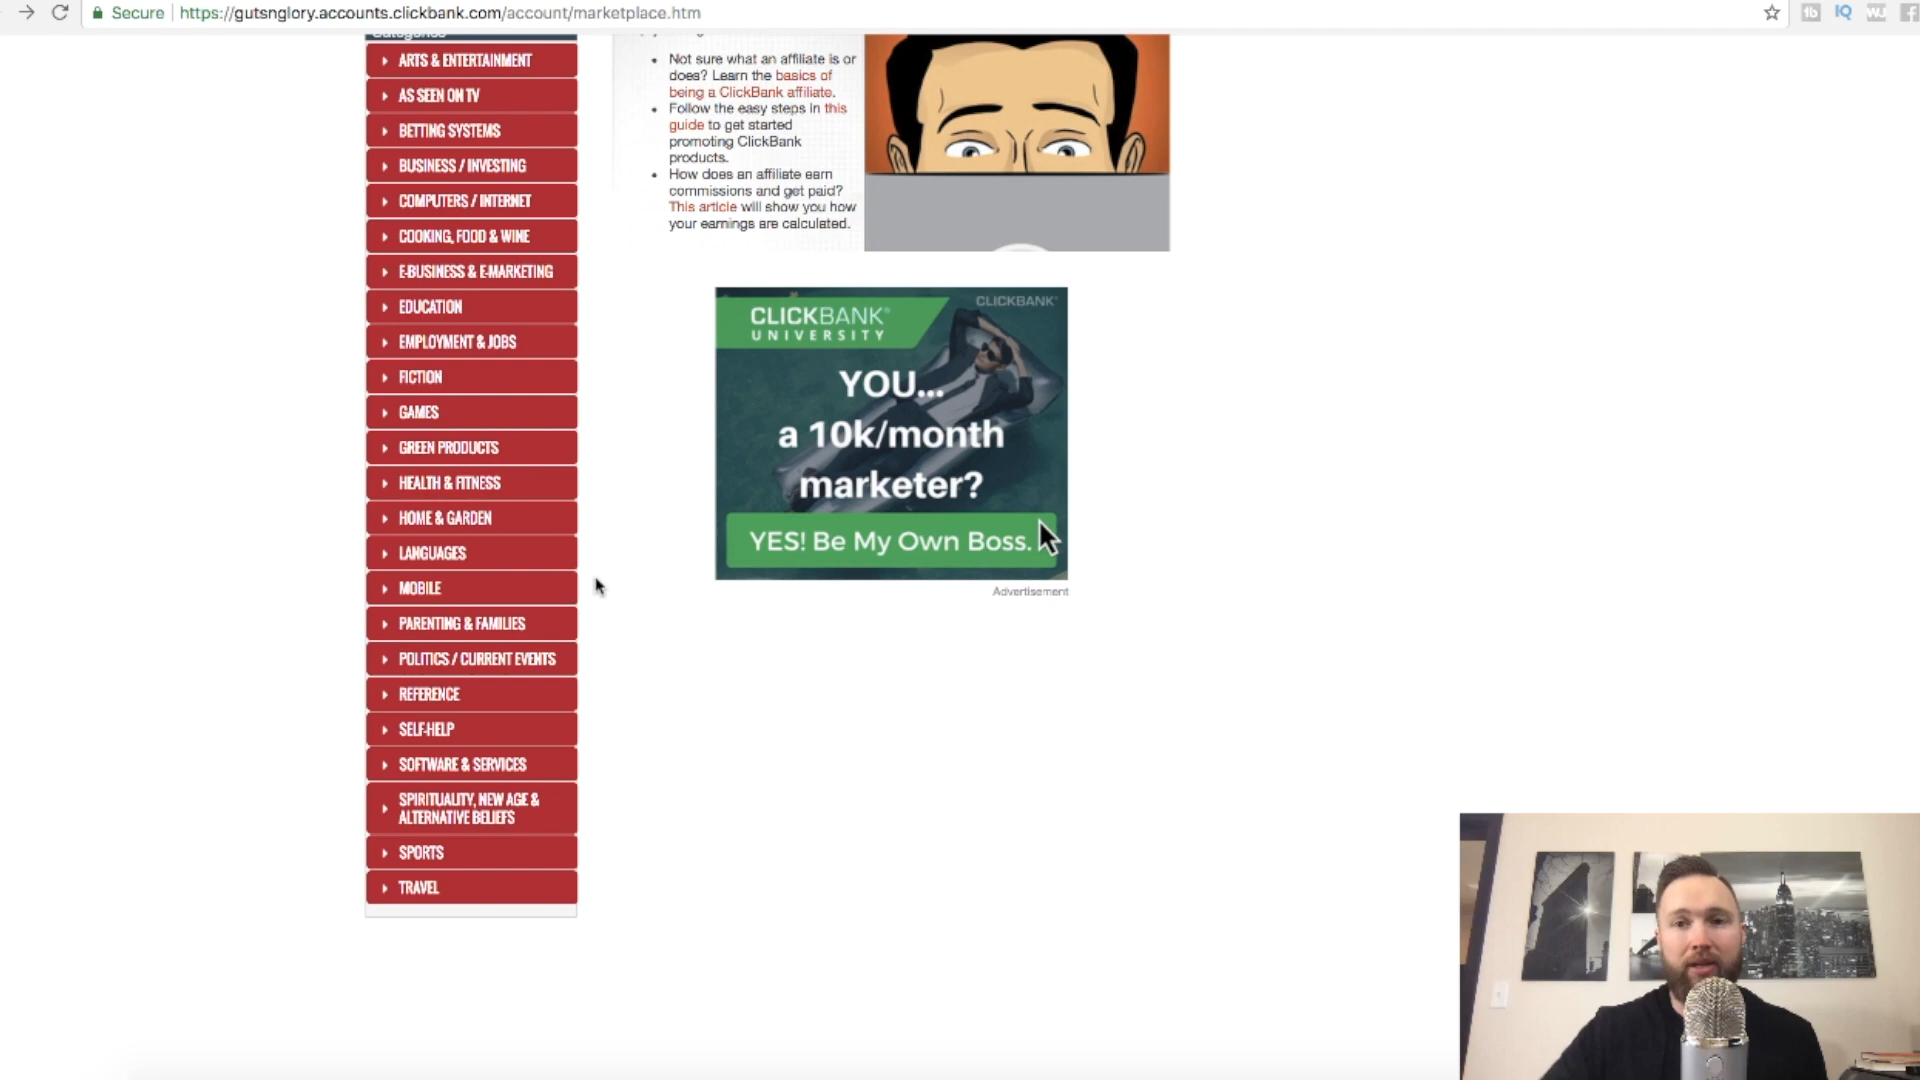 Secure
https://gutsnglory.accounts.clickbank.com/account/marketplace.htm
IQ
Categories
ARTS & ENTERTAINMENT
AS SEEN ON TV
BETTING SYSTEMS
BUSINESS / INVESTING
COMPUTERS / INTERNET
COOKING, FOOD & WINE
E-BUSINESS & E-MARKETING
EDUCATION
EMPLOYMENT & JOBS
FICTION
GAMES
GREEN PRODUCTS
HEALTH & FITNESS
HOME & GARDEN
LANGUAGES
MOBILE
PARENTING & FAMILIES
POLITICS / CURRENT EVENTS
REFERENCE
SELF-HELP
SOFTWARE & SERVICES
SPIRITUALITY, NEW AGE &
ALTERNATIVE BELIEFS
SPORTS
TRAVEL
Not sure what an affiliate is or
does? Learn the basics of
being a ClickBank affiliate.
Follow the easy steps in this
guide to get started
promoting ClickBank
products.
How does an affiliate earn
commissions and get paid?
This article will show you how
your earnings are calculated.
CLICKBANK
UNIVERSITY
CLICKBANK
YOU...
a 10k/month
marketer?
YES! Be My Own Boss.
Advertisement